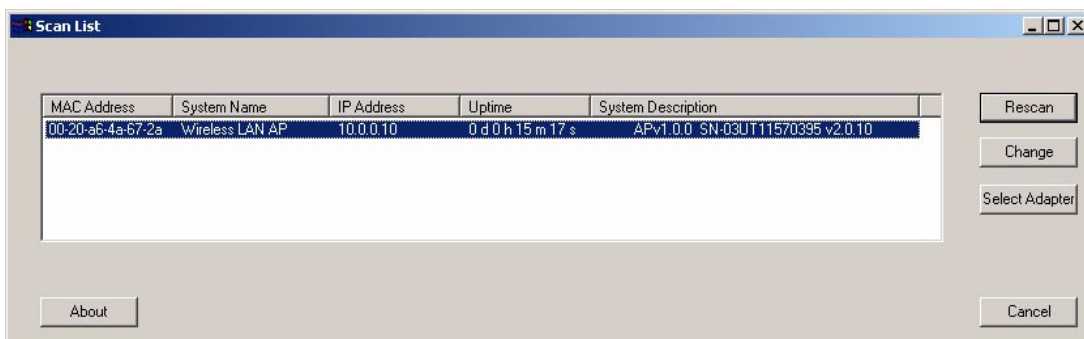 Scan List
MAC Address System Name IP Address Uptime System Description
00-20-a6-4a-67-2a Wireless LAN AP 10.0.0.10 0 d 0 h 15 m 17 s APv1.0.0 SN-03UT11570395 v2.0.10
Rescan
Change
Select Adapter
About
Cancel